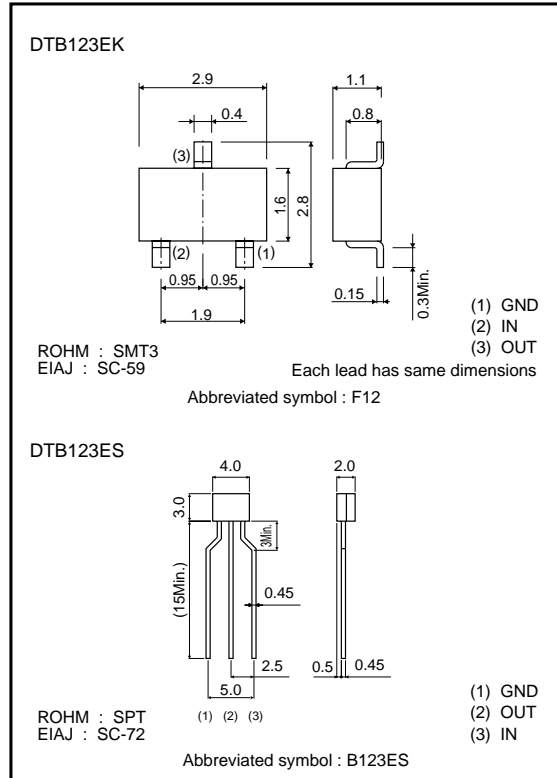 DTB123EK
2.9
1.1
0.4
0.8
(3)
1.6
2.8
(2)
(1)
0.95
0.95
0.15
0.3Min.
1.9
(1) GND
(2) IN
(3) OUT
ROHM : SMT3
EIAJ : SC-59
Each lead has same dimensions
Abbreviated symbol : F12
DTB123ES
4.0
2.0
3.0
3Min.
(15Min.)
0.45
2.5
0.5
0.45
5.0
(1)
(2)
(3)
(1) GND
(2) OUT
(3) IN
ROHM : SPT
EIAJ : SC-72
Abbreviated symbol : B123ES